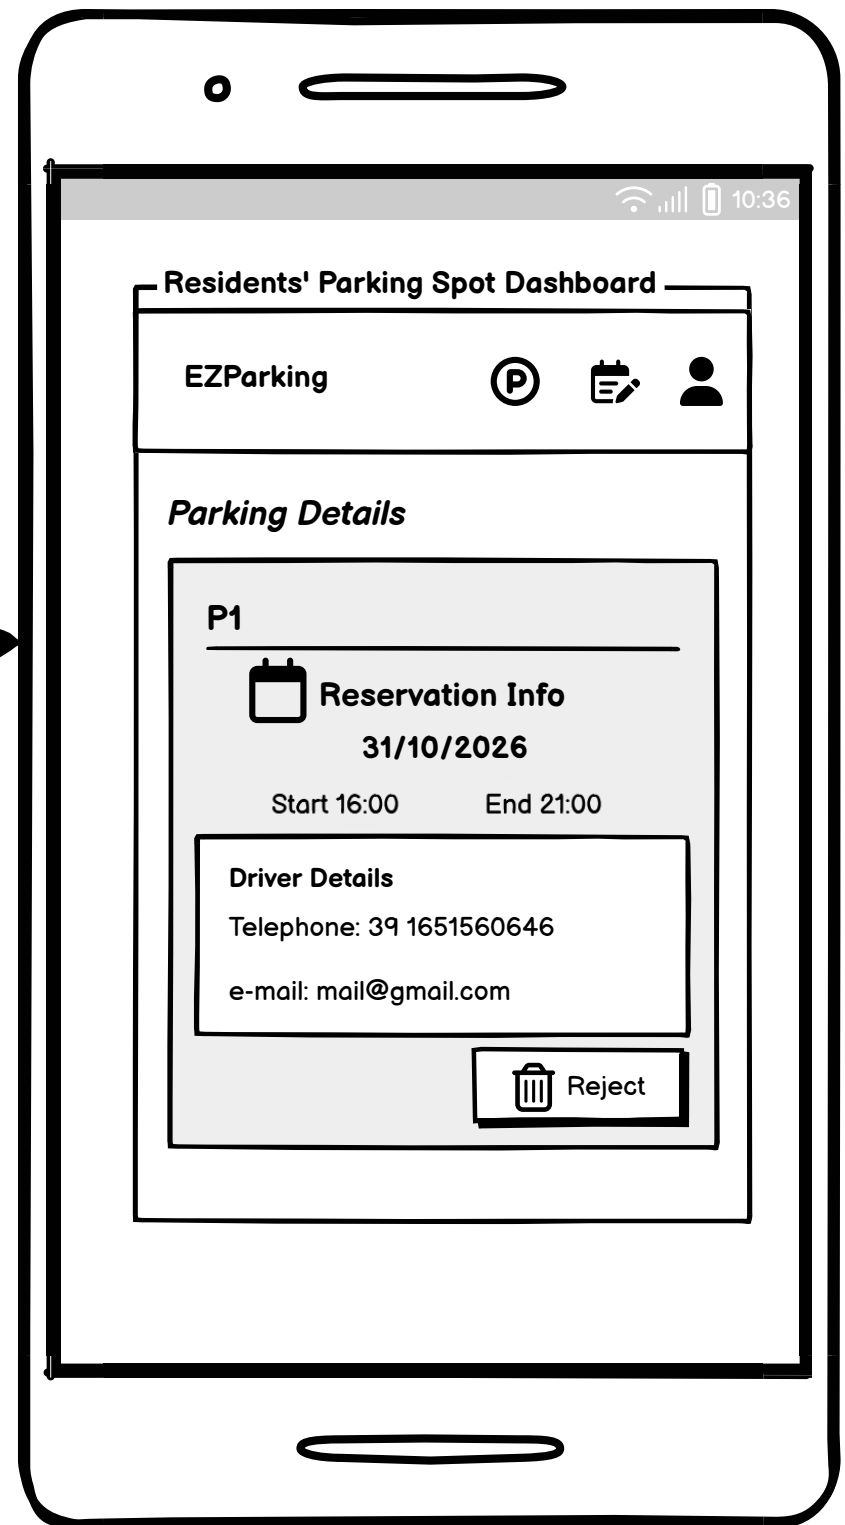 10:36
Residents' Parking Spot Dashboard
EZParking
P
Parking Details
P1
Reservation Info
31/10/2026
Start 16:00 End 21:00
Driver Details
Telephone: 39 1651560646
e-mail: mail@gmail.com
Reject